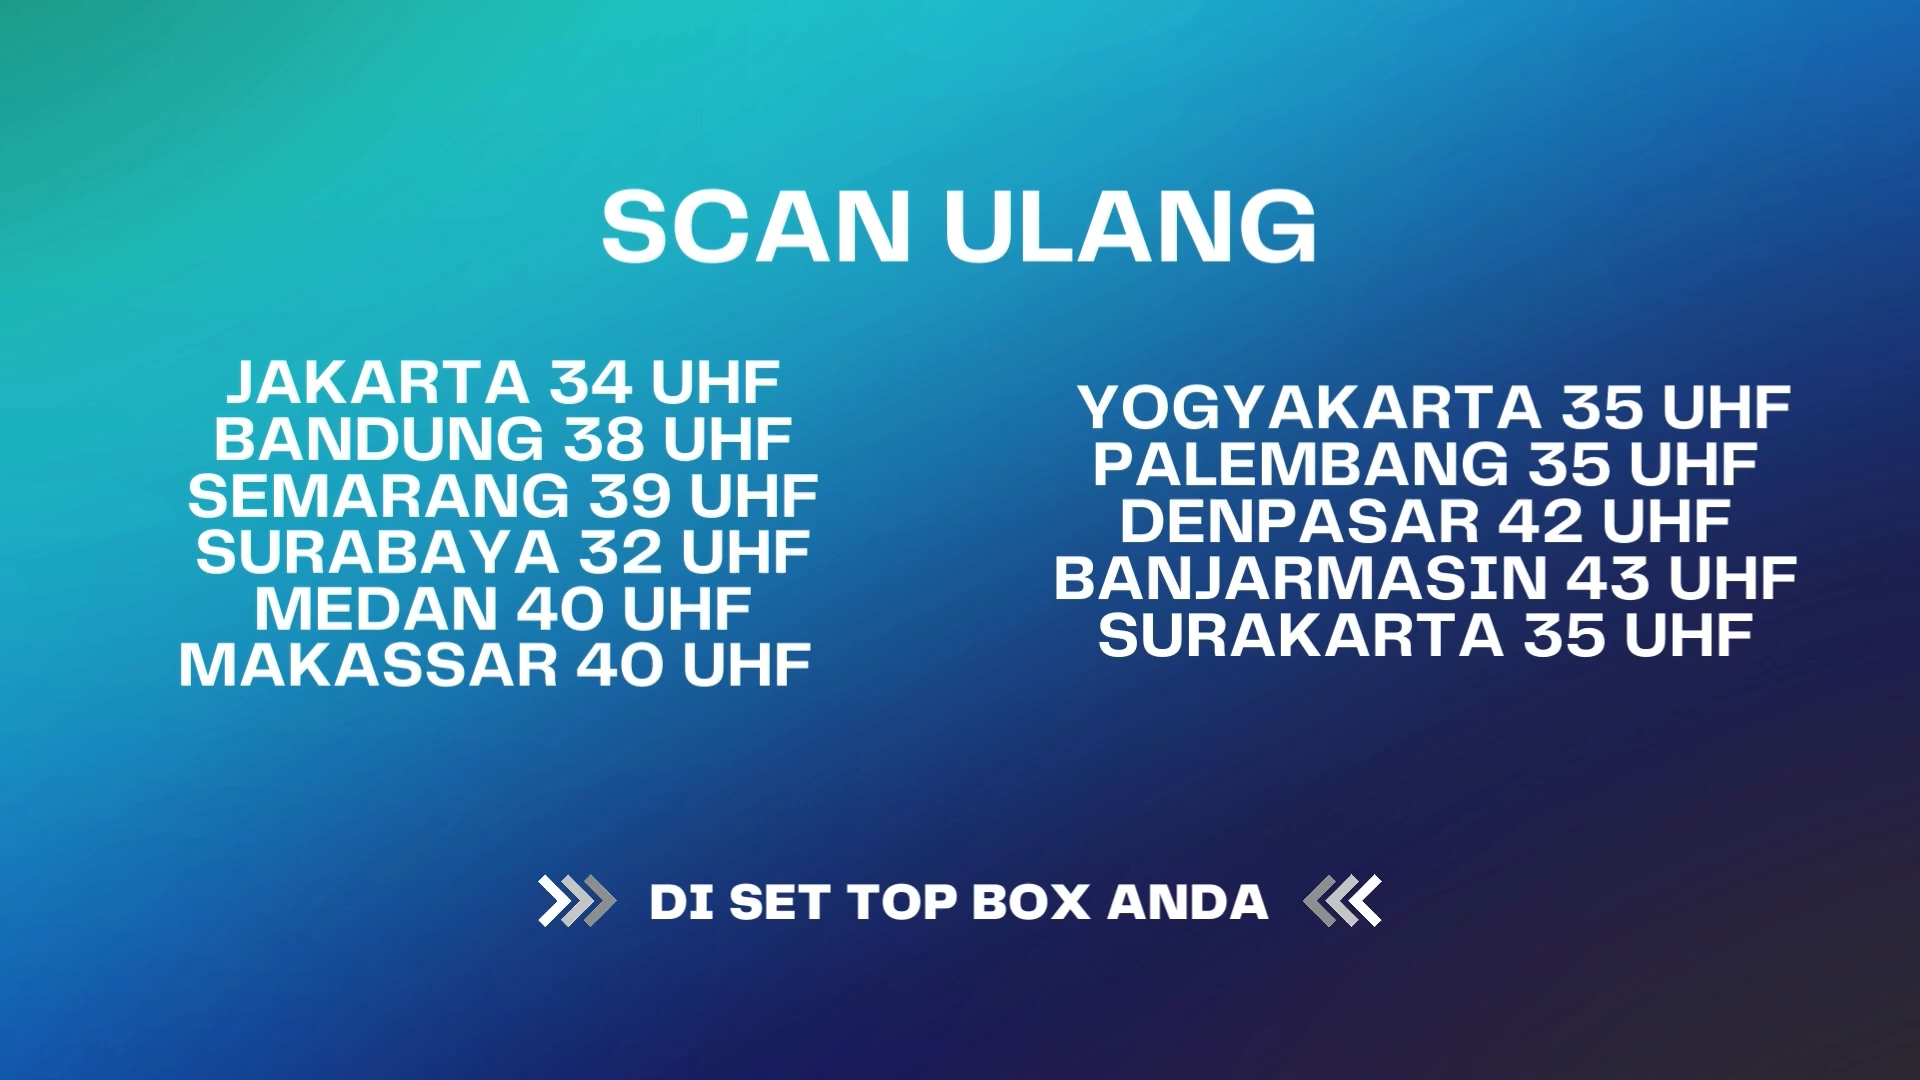 SCAN ULANG
JAKARTA 34 UHF
BANDUNG 38 UHF
SEMARANG 39 UHF
SURABAYA 32 UHF
MEDAN 40 UHF
MAKASSAR 40 UHF
YOGYAKARTA 35 UHF
PALEMBANG 35 UHF
DENPASAR 42 UHF
BANJARMASIN 43 UHF
SURAKARTA 35 UHF
DI SET TOP BOX ANDA